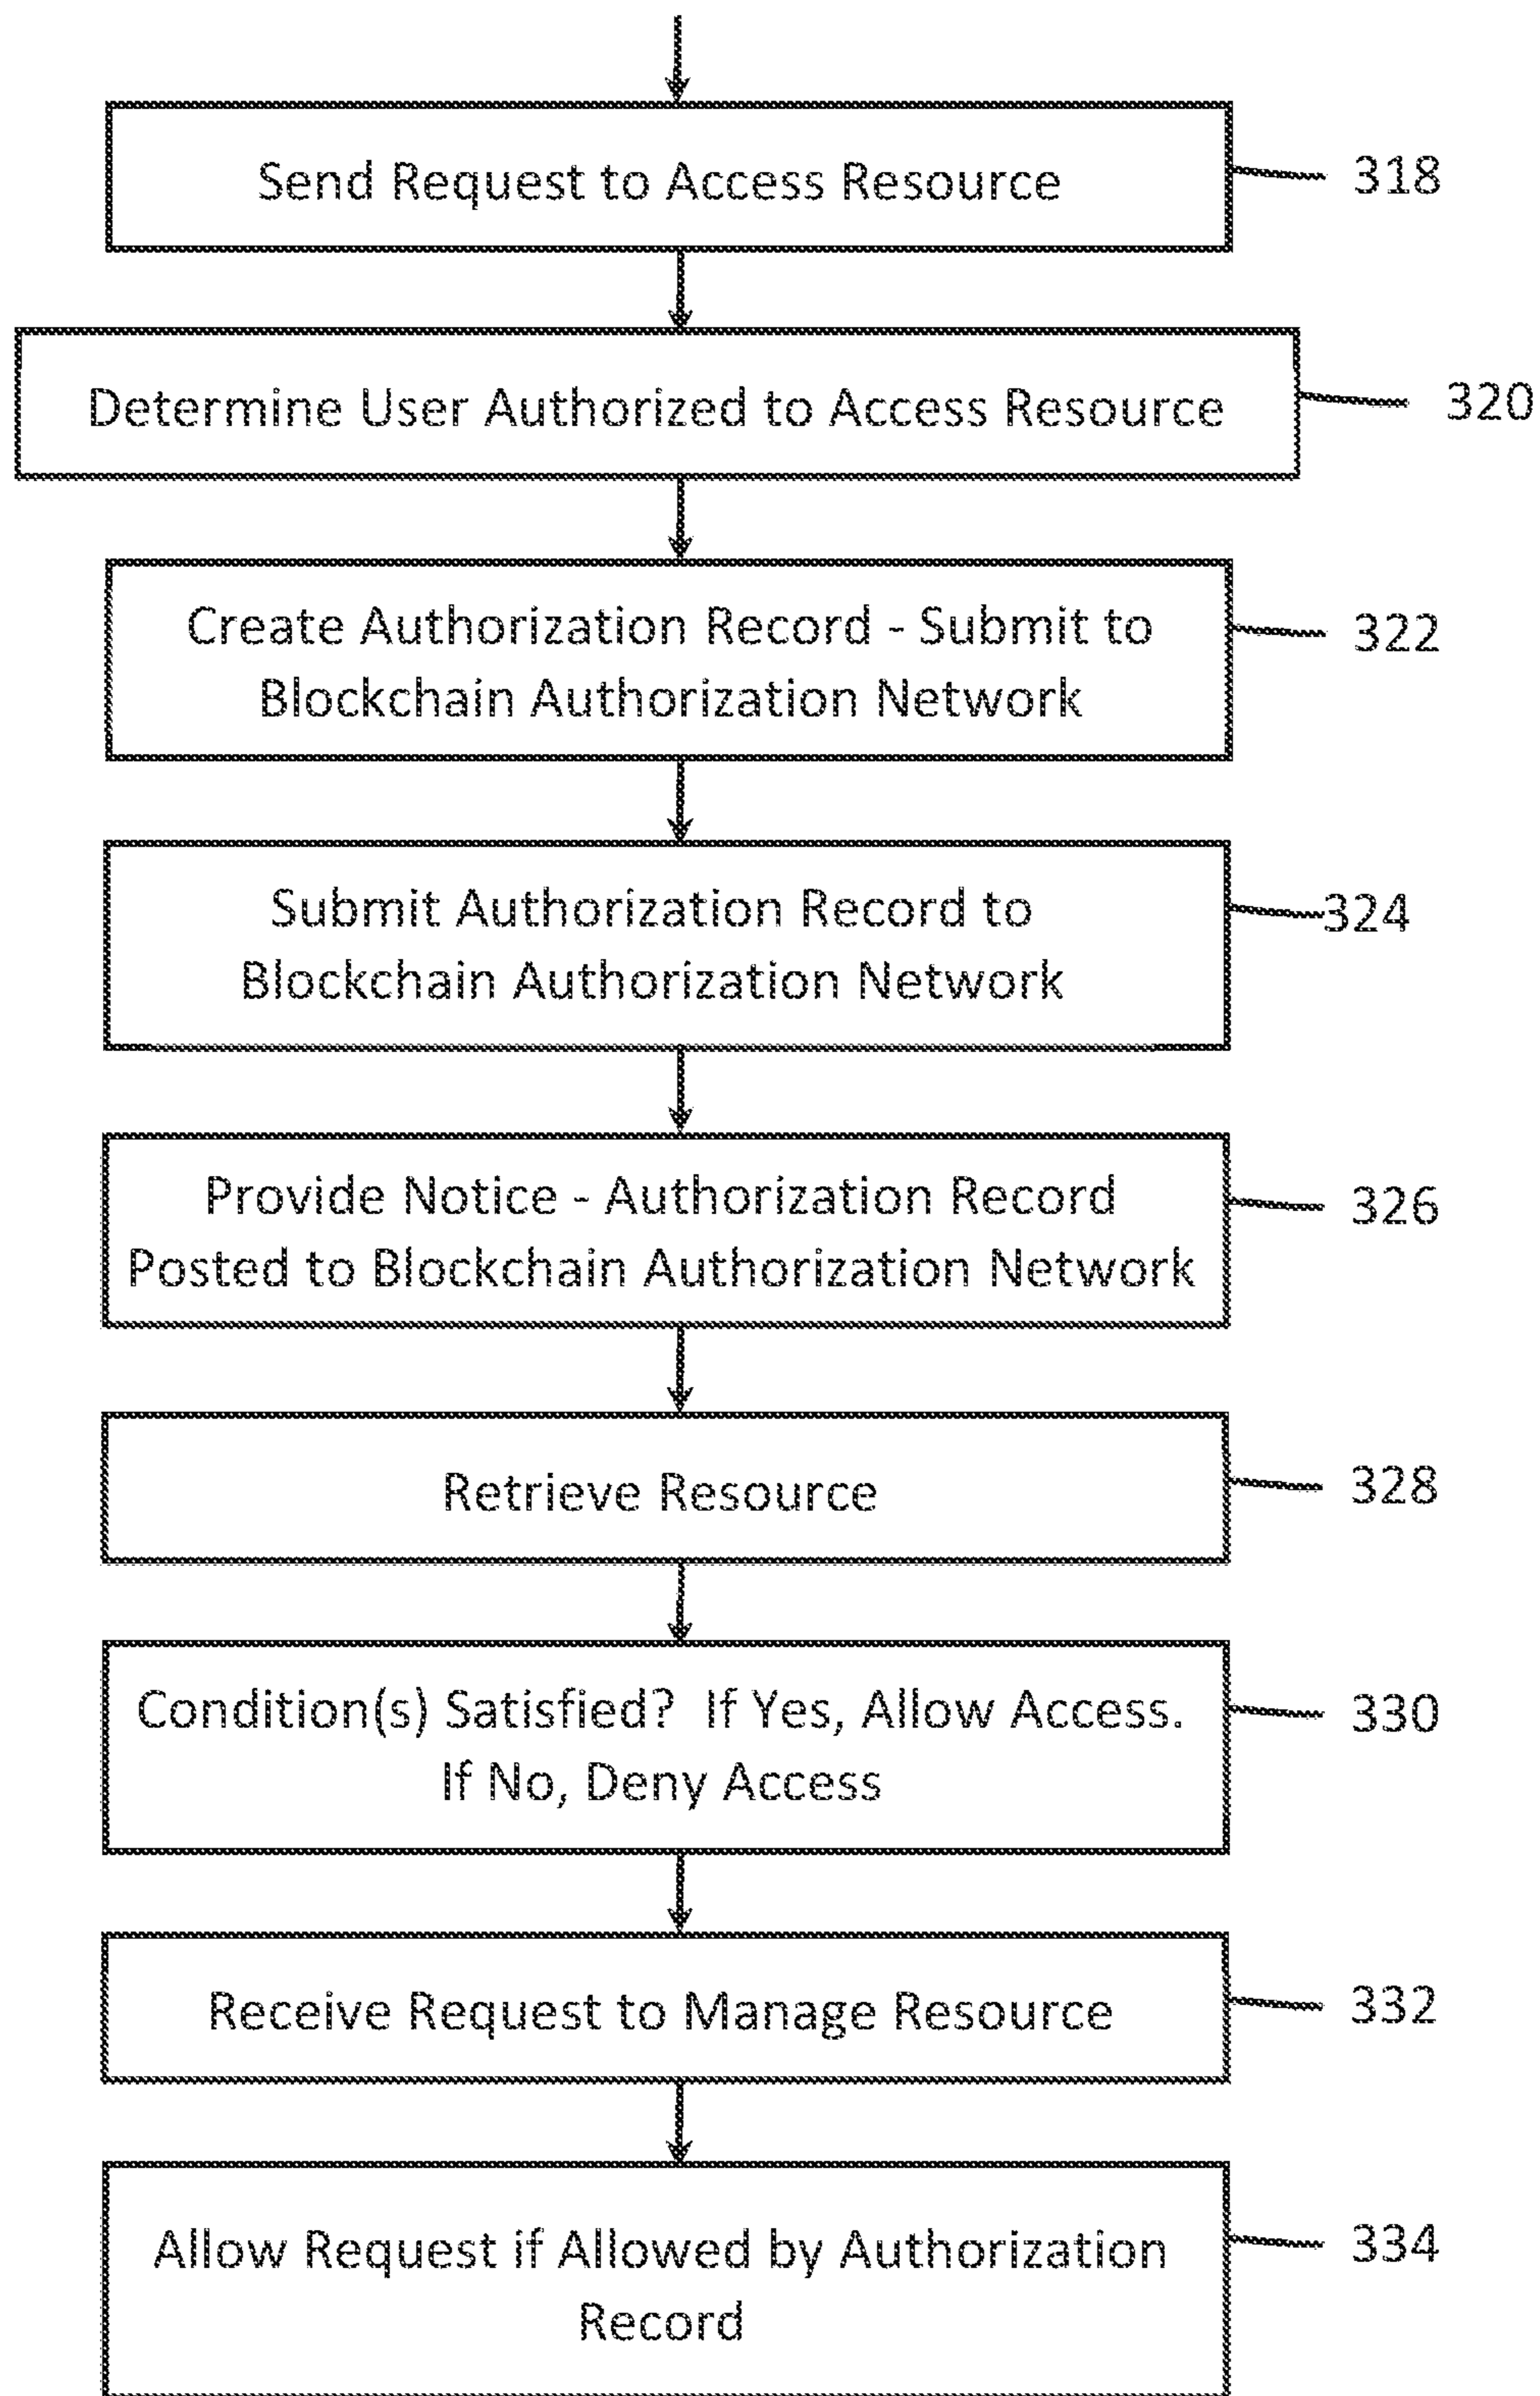 Send Request to Access Resource
318
Determine User Authorized to Access Resource
320
Create Authorization Record - Submit to
Blockchain Authorization Network
322
Submit Authorization Record to
Blockchain Authorization Network
324
Provide Notice - Authorization Record
Posted to Blockchain Authorization Network
326
Retrieve Resource
328
Condition(s) Satisfied? If Yes, Allow Access.
If No, Deny Access
330
Receive Request to Manage Resource
332
Allow Request if Allowed by Authorization
Record
334